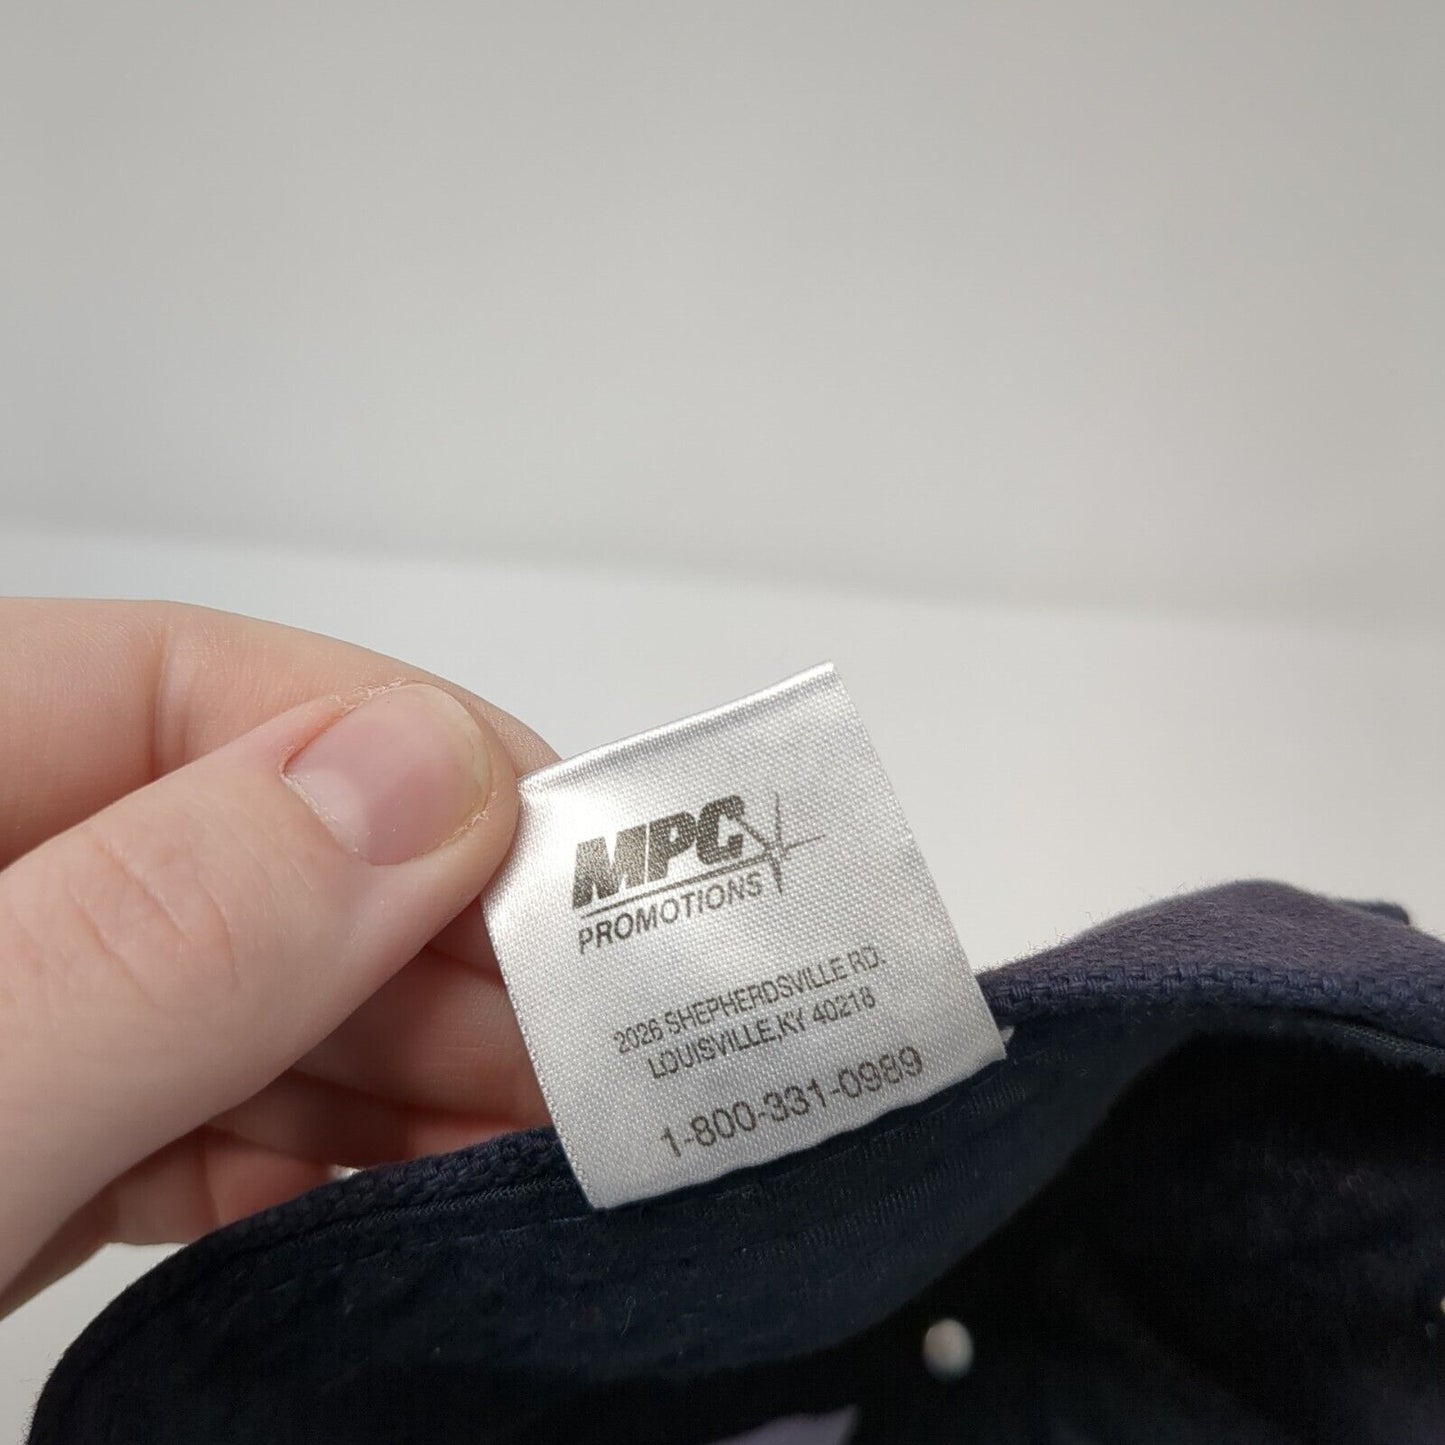 MPC
PROMOTIONS
2026 SHEPHERDSVILLE RD.
LOUISVILLE,KY 40218
1-800-331-0989